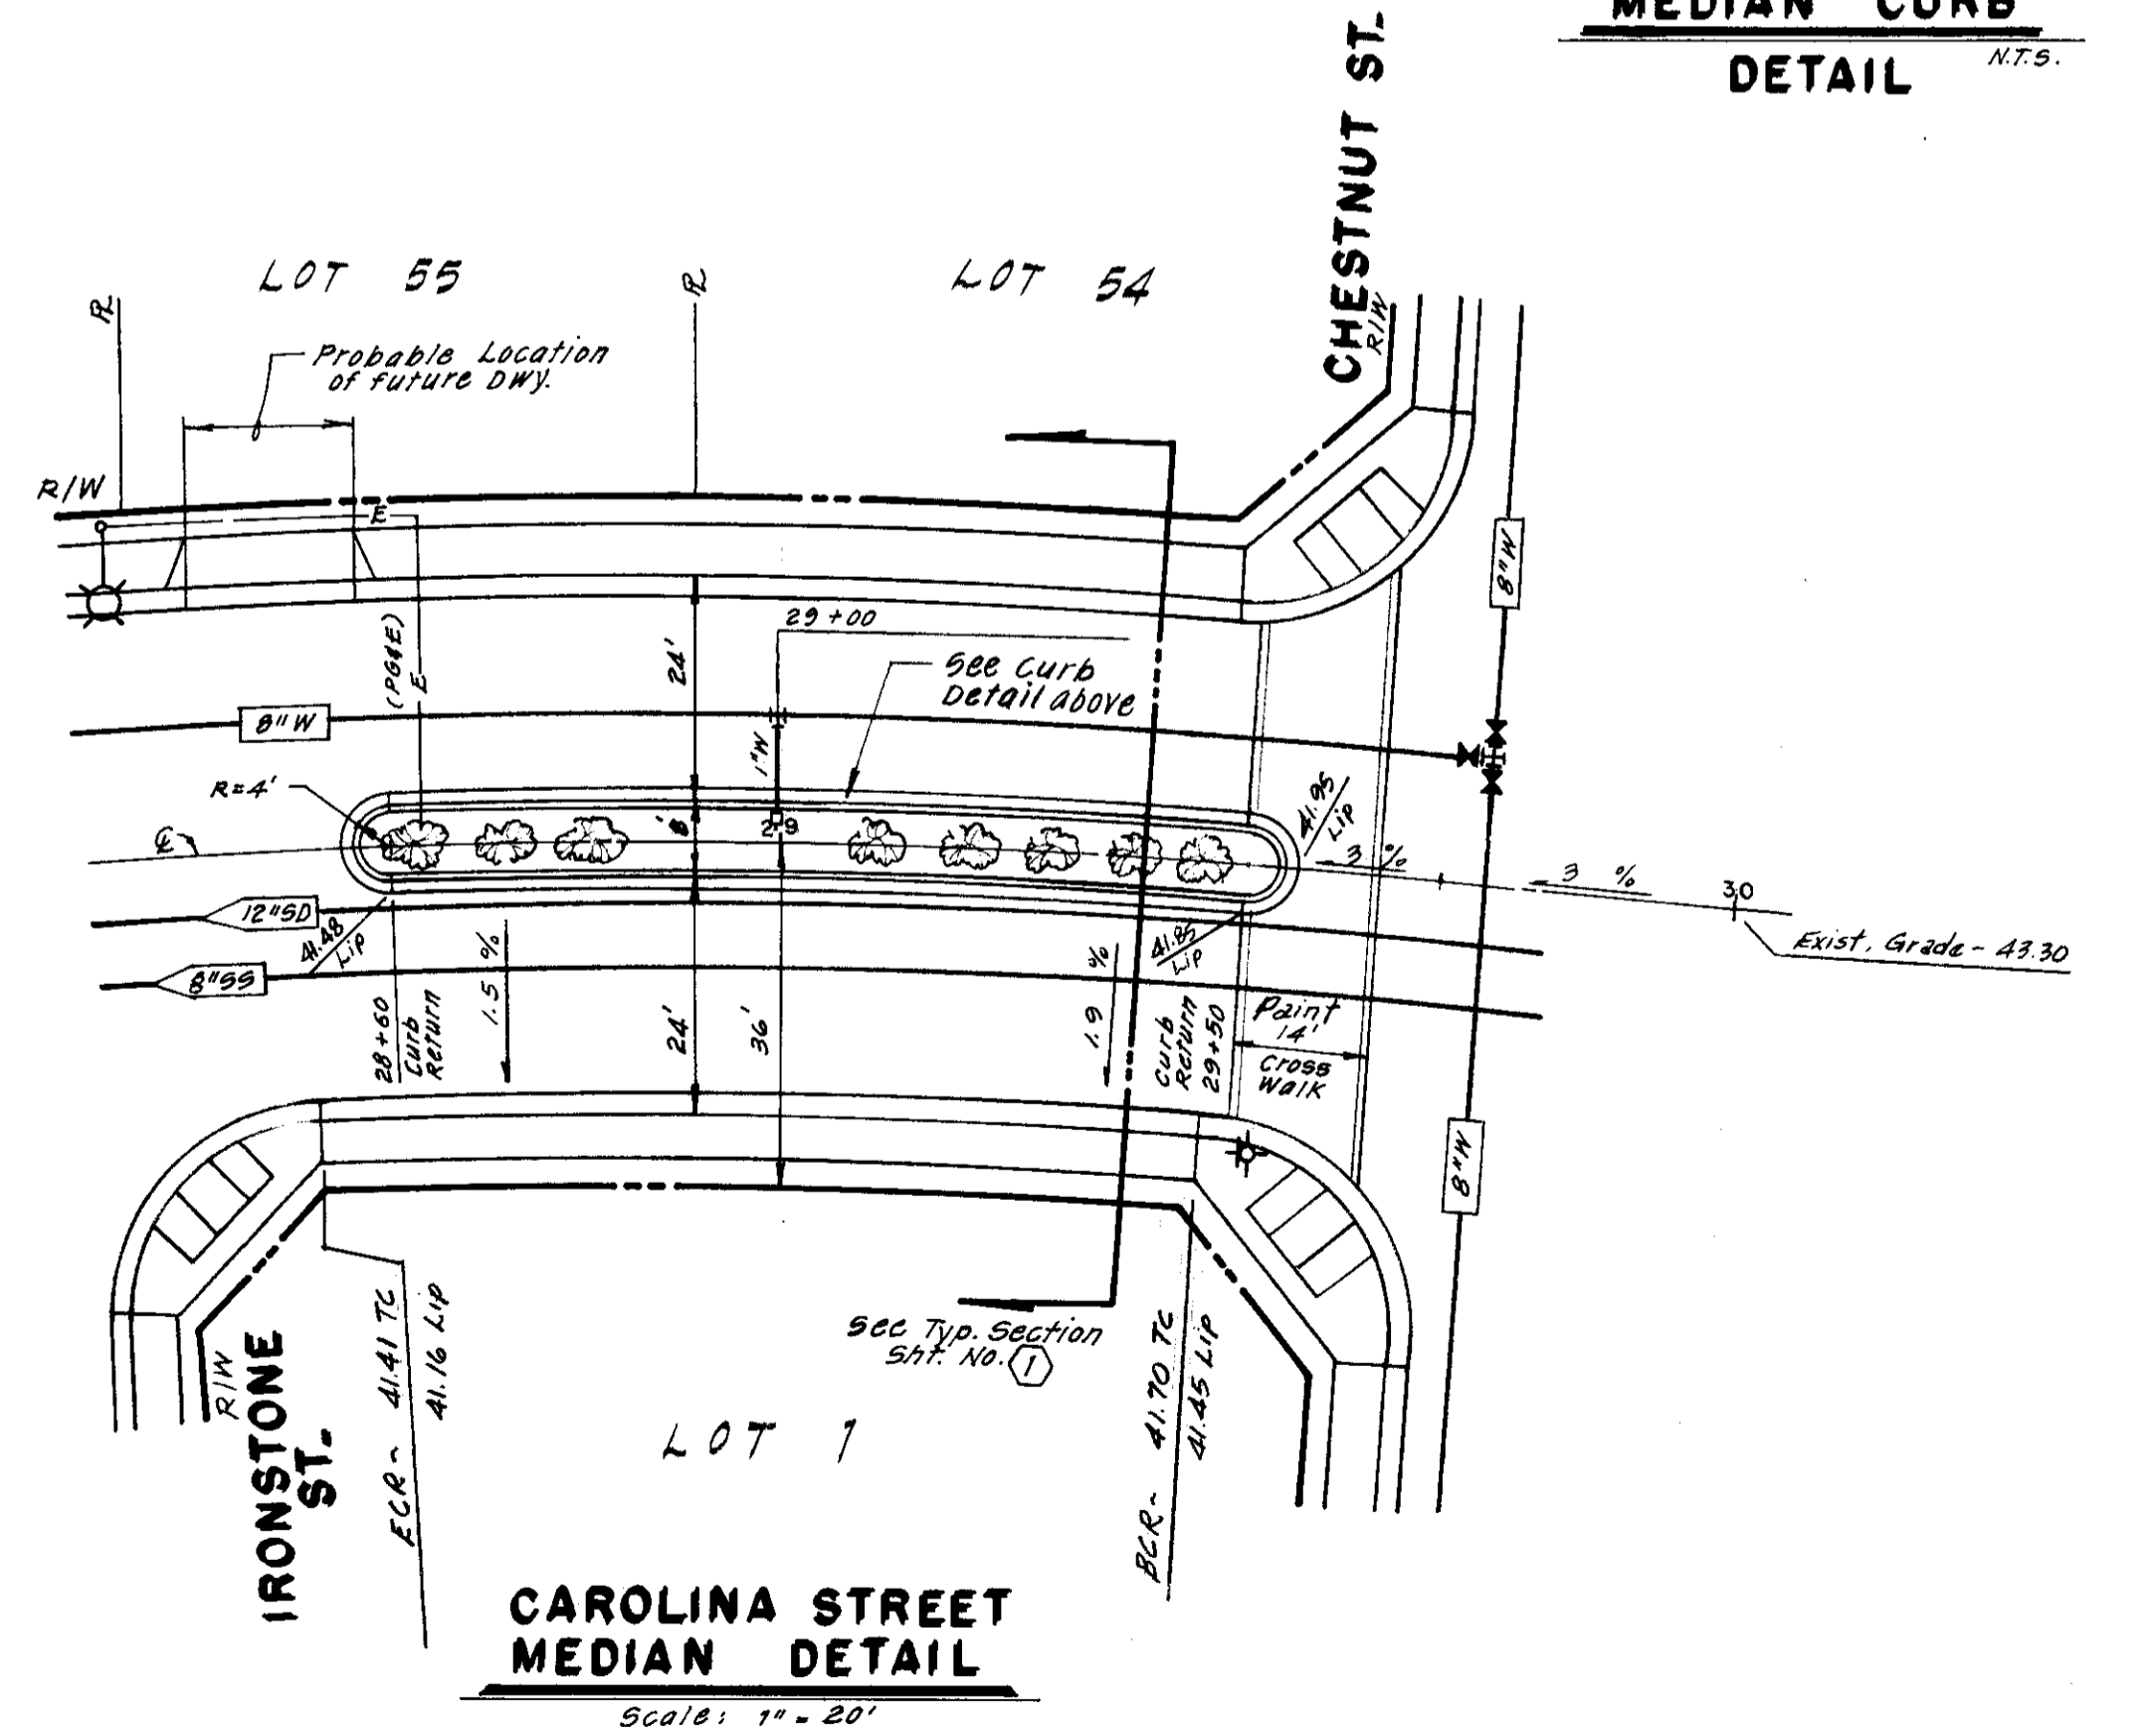 MEDIAN CURB
DETAIL
N.T.S.
CHESTNUT ST.
R/W
LOT 55
LOT 54
PL
PL
Probable Location
of future DWY.
R/W
E
(PG&E)
E
24'
29+00
See Curb
Detail above
8" W
8" W
1" W
R=4'
8'
29
41.95
Lip
CL
3 %
3 %
30
Exist. Grade - 43.30
12" SD
41.48
Lip
8" SS
1.5 %
1.9 %
41.85
Lip
28+60
Curb
Return
24'
36'
Curb
Return
29+50
Paint
14'
Cross
Walk
8" W
See Typ. Section
Sht. No. 1
R/W
IRONSTONE
ST.
ECR - 41.41 TC
41.16 Lip
LOT 1
BCR - 41.70 TC
41.45 Lip
CAROLINA STREET
MEDIAN DETAIL
Scale: 1" = 20'